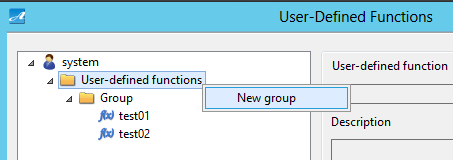 User-Defined Functions
system
User-defined functions
New group
Group
f(x) test01
f(x) test02
User-defined function
Description